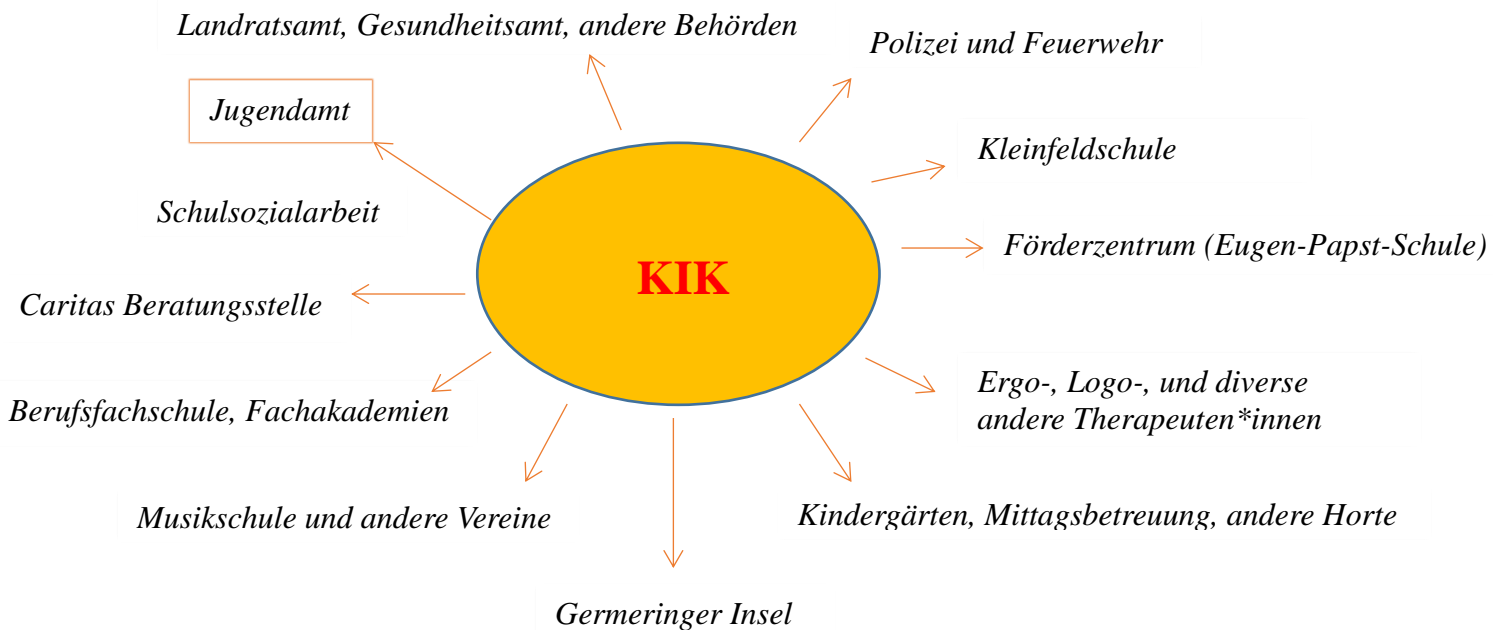 Landratsamt, Gesundheitsamt, andere Behörden
Polizei und Feuerwehr
Jugendamt
Kleinfeldschule
Schulsozialarbeit
Förderzentrum (Eugen-Papst-Schule)
KIK
Caritas Beratungsstelle
Ergo-, Logo-, und diverse
andere Therapeuten*innen
Berufsfachschule, Fachakademien
Musikschule und andere Vereine
Kindergärten, Mittagsbetreuung, andere Horte
Germeringer Insel